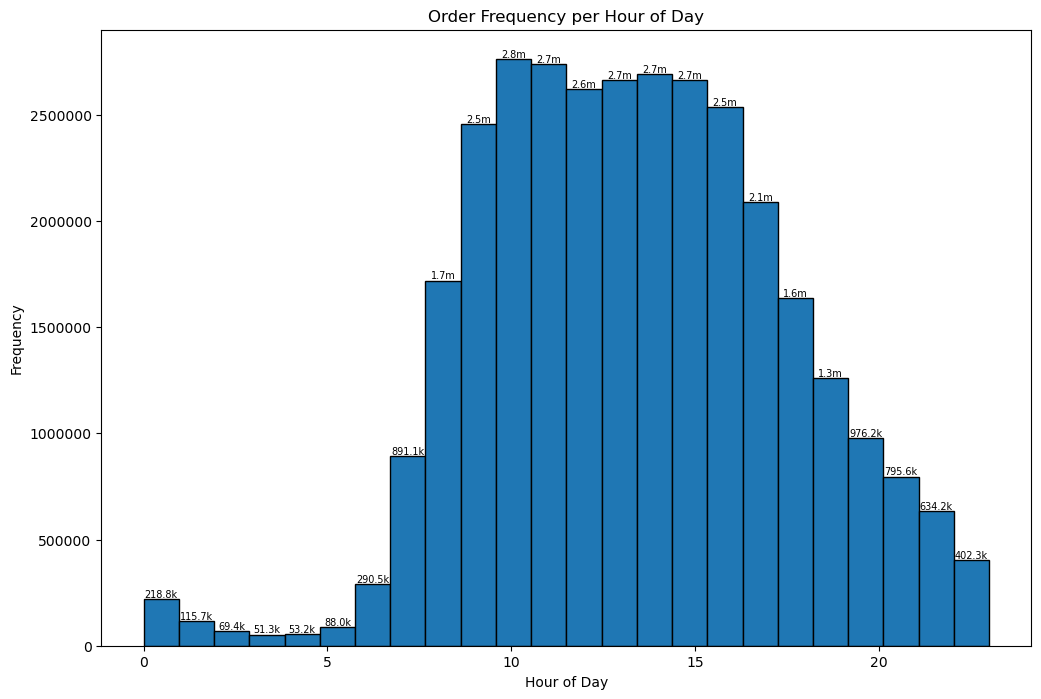 Order Frequency per Hour of Day
Frequency
2500000
2000000
1500000
1000000
500000
0
218.8k
115.7k
69.4k
51.3k
53.2k
88.0k
290.5k
891.1k
1.7m
2.5m
2.8m
2.7m
2.6m
2.7m
2.7m
2.7m
2.5m
2.1m
1.6m
1.3m
976.2k
795.6k
634.2k
402.3k
0 5 10 15 20
Hour of Day